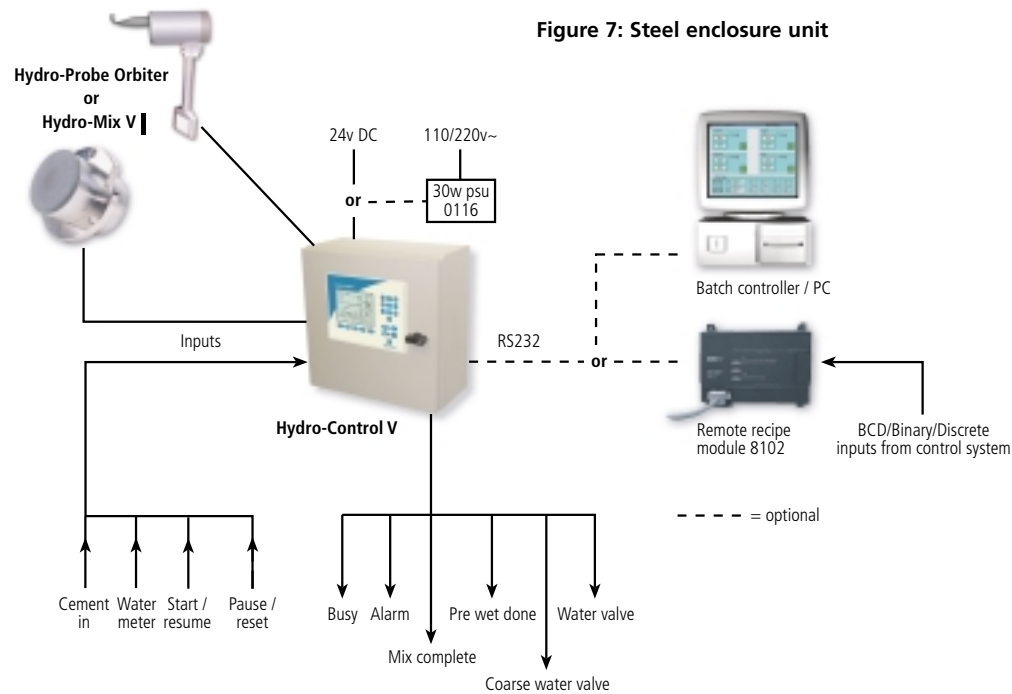 Figure 7: Steel enclosure unit
Hydro-Probe Orbiter
or
Hydro-Mix V
24v DC
110/220v~
or
30w psu
0116
Batch controller / PC
Inputs
RS232
or
Hydro-Control V
Remote recipe
module 8102
BCD/Binary/Discrete
inputs from control system
= optional
Cement
in
Water
meter
Start /
resume
Pause /
reset
Busy
Alarm
Pre wet done
Water valve
Mix complete
Coarse water valve